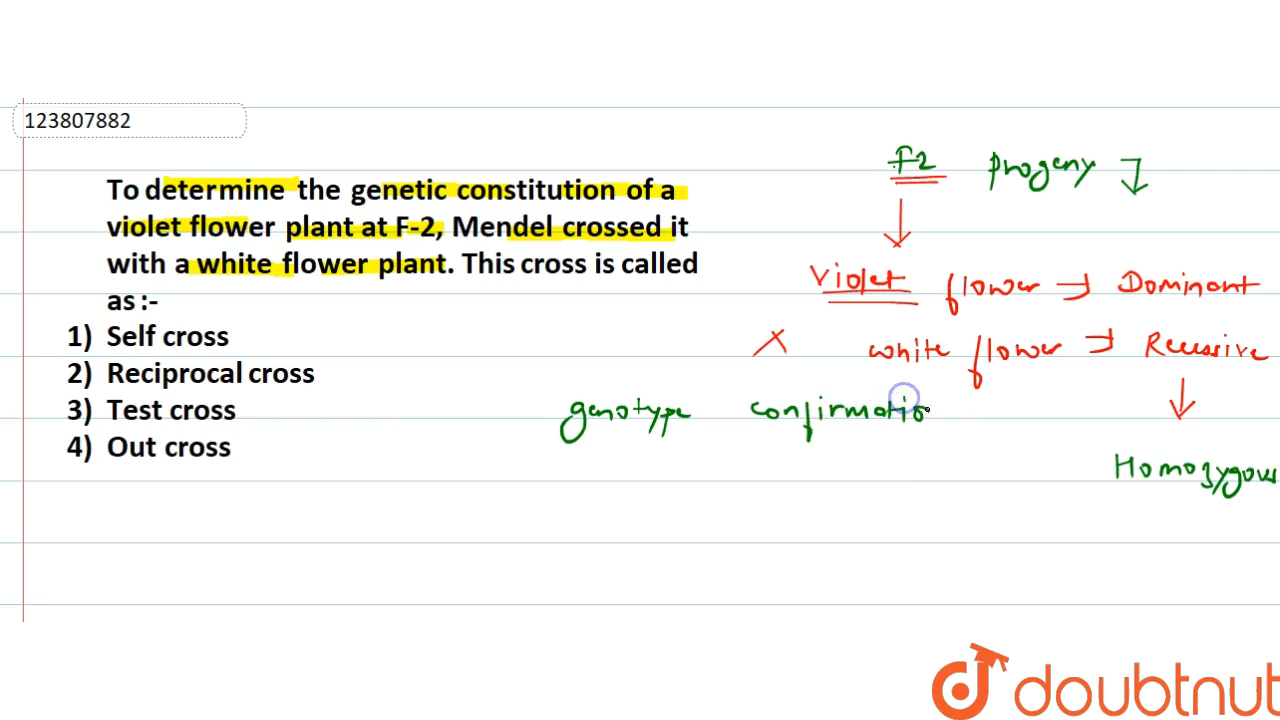 123807882
To determine the genetic constitution of a
violet flower plant at F-2, Mendel crossed it
with a white flower plant. This cross is called
as :-
1) Self cross
2) Reciprocal cross
3) Test cross
4) Out cross
F2 Progeny
Violet flower → Dominant
X white flower → Recessive
genotype confirmatio
Homozygous
doubtnut